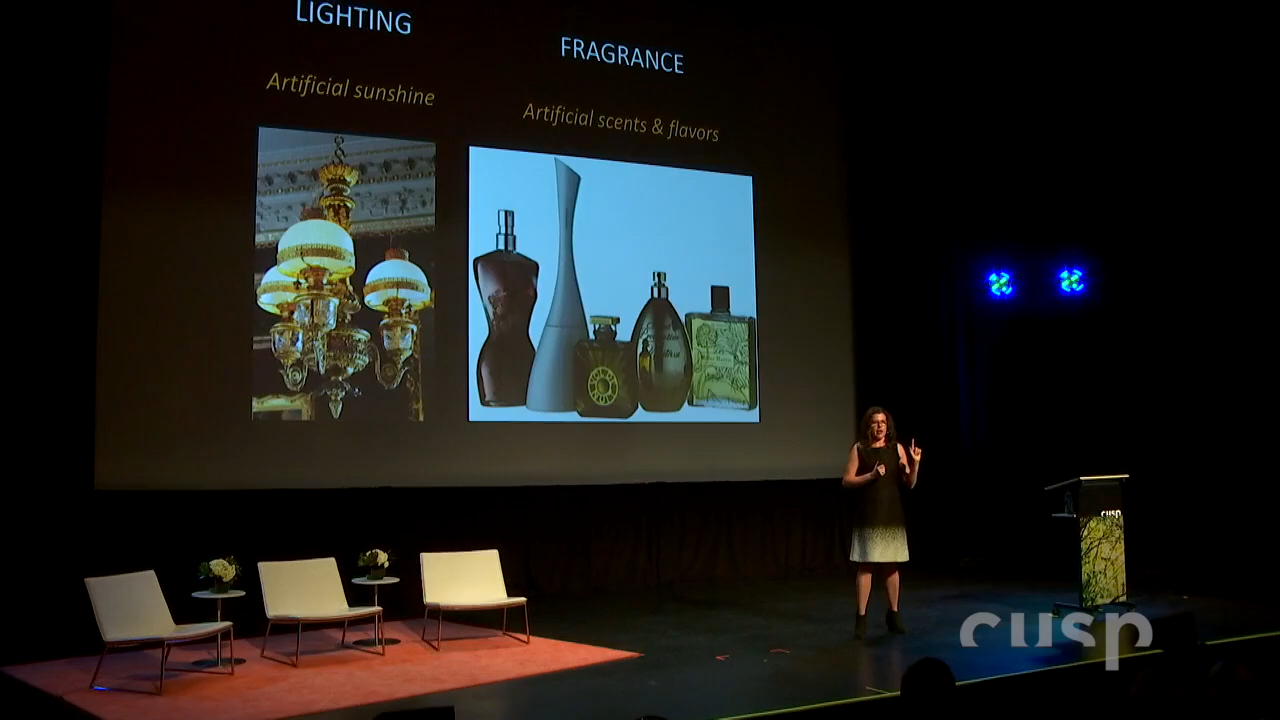 LIGHTING
FRAGRANCE
Artificial sunshine
Artificial scents & flavors
cusp
cusp